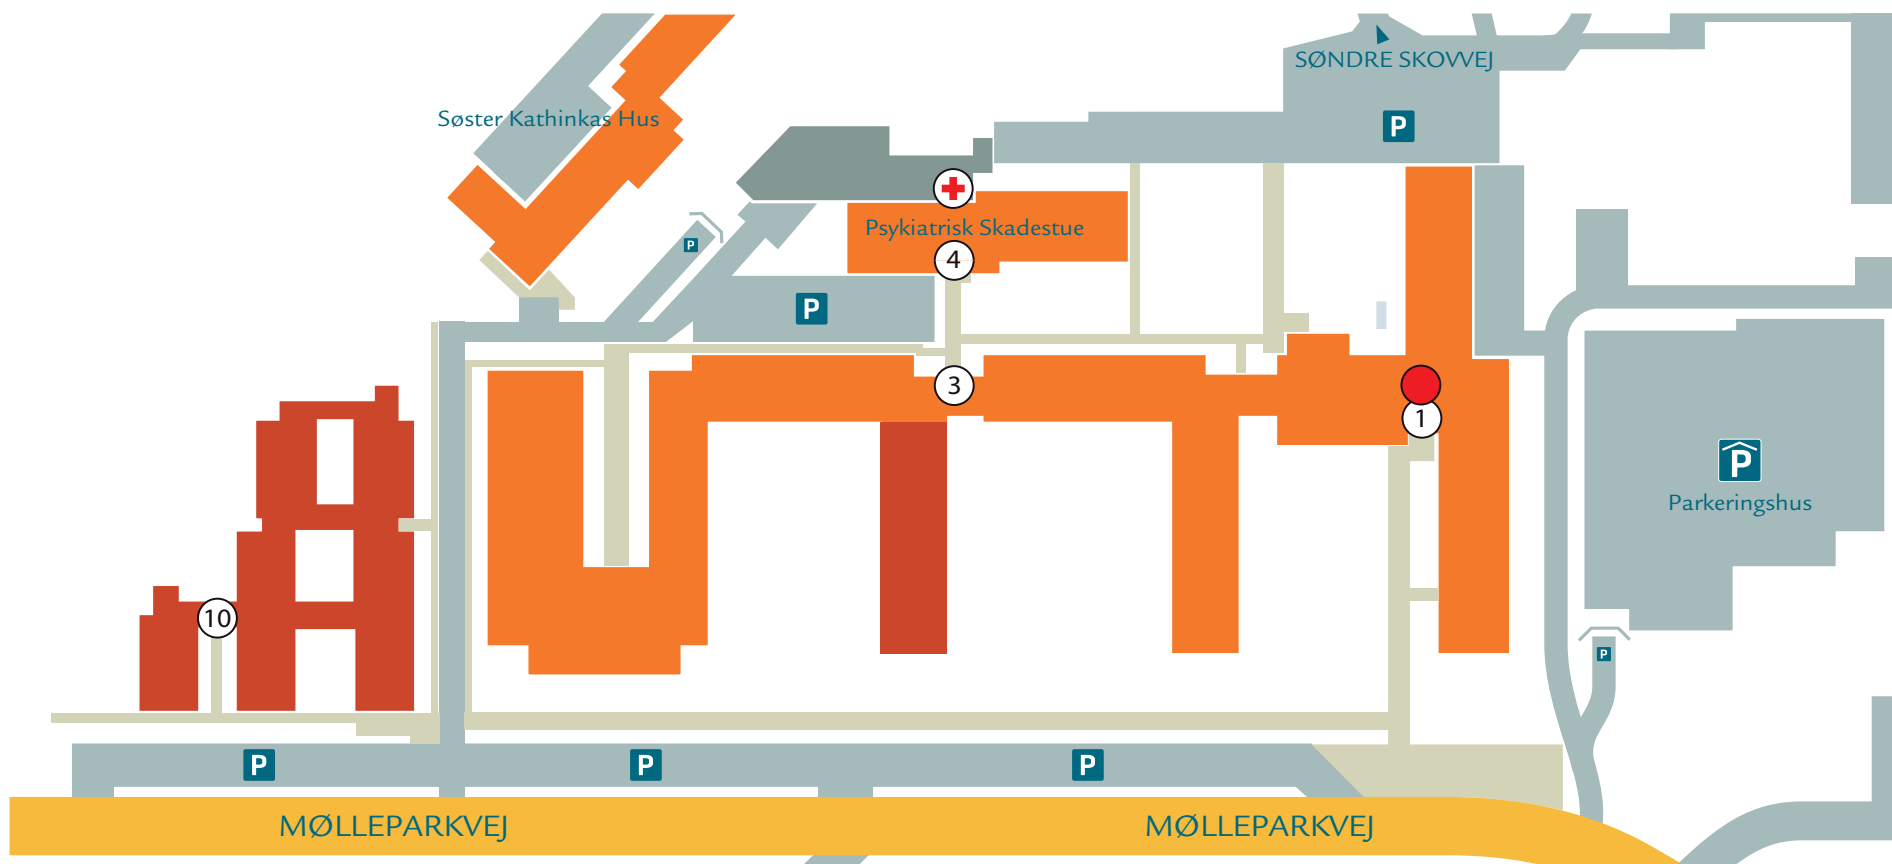 SØNDRE SKOVVEJ
Søster Kathinkas Hus
P
Psykiatrisk Skadestue
P
4
P
3
1
P
Parkeringshus
10
P
P
P
P
MØLLEPARKVEJ
MØLLEPARKVEJ